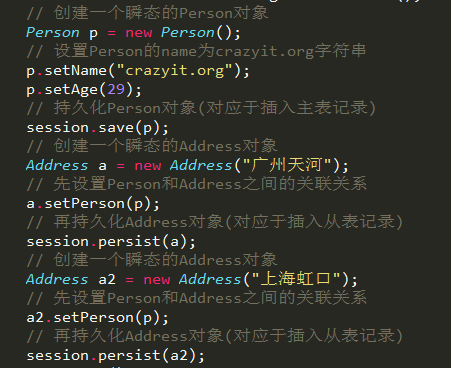 // 创建一个瞬态的Person对象
Person p = new Person();
// 设置Person的name为crazyit.org字符串
p.setName("crazyit.org");
p.setAge(29);
// 持久化Person对象(对应于插入主表记录)
session.save(p);
// 创建一个瞬态的Address对象
Address a = new Address("广州天河");
// 先设置Person和Address之间的关联关系
a.setPerson(p);
// 再持久化Address对象(对应于插入从表记录)
session.persist(a);
// 创建一个瞬态的Address对象
Address a2 = new Address("上海虹口");
// 先设置Person和Address之间的关联关系
a2.setPerson(p);
// 再持久化Address对象(对应于插入从表记录)
session.persist(a2);